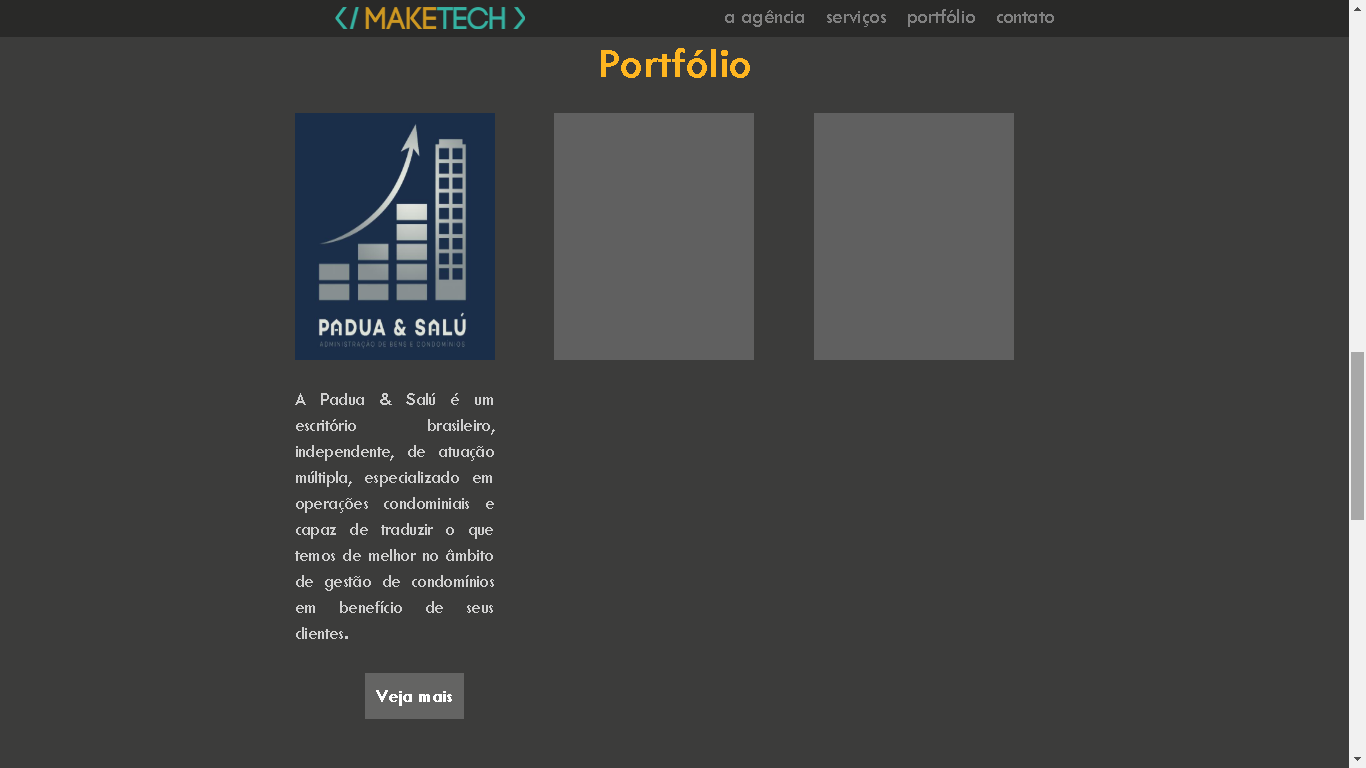 </ MAKETECH >
a agência serviços portfólio contato
Portfólio
PADUA & SALÚ
ADMINISTRAÇÃO DE BENS E CONDOMÍNIOS
A Padua & Salú é um
escritório brasileiro,
independente, de atuação
múltipla, especializado em
operações condominiais e
capaz de traduzir o que
temos de melhor no âmbito
de gestão de condomínios
em benefício de seus
clientes.
Veja mais